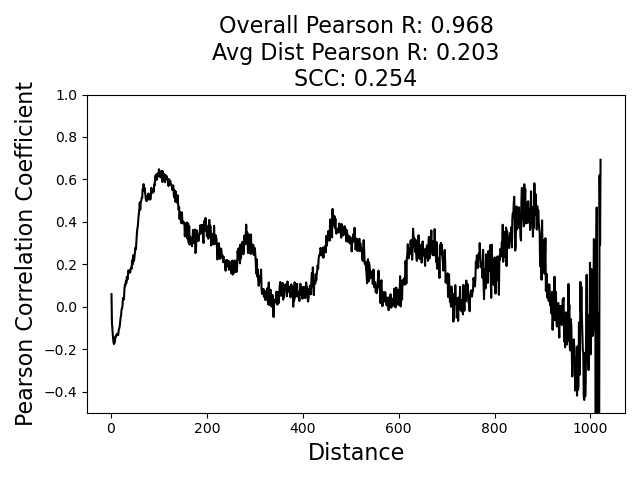 Overall Pearson R: 0.968
Avg Dist Pearson R: 0.203
SCC: 0.254
Pearson Correlation Coefficient
1.0
0.8
0.6
0.4
0.2
0.0
−0.2
−0.4
0 200 400 600 800 1000
Distance